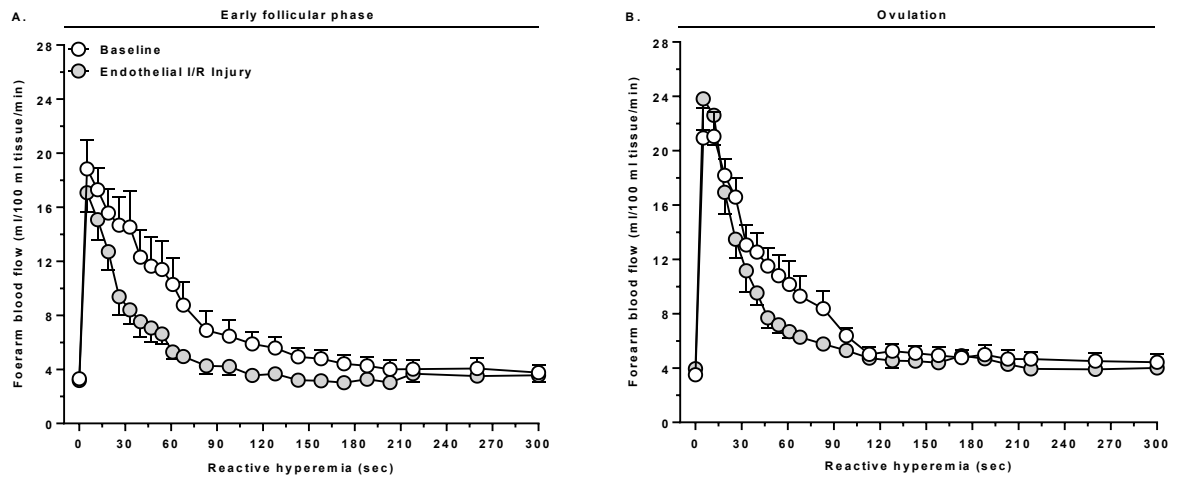 A.
Early follicular phase
Baseline
Endothelial I/R Injury
Forearm blood flow (ml/100 ml tissue/min)
28
24
20
16
12
8
4
0
0 30 60 90 120 150 180 210 240 270 300
Reactive hyperemia (sec)
B.
Ovulation
Forearm blood flow (ml/100 ml tissue/min)
28
24
20
16
12
8
4
0
0 30 60 90 120 150 180 210 240 270 300
Reactive hyperemia (sec)